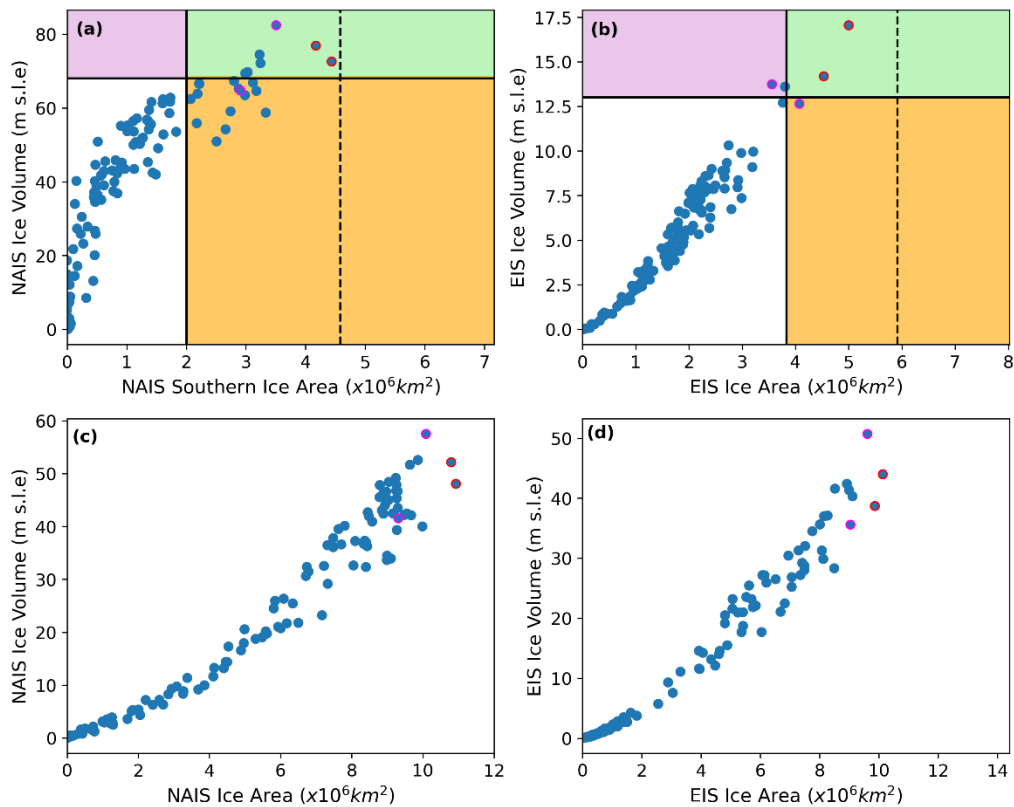 (a)
80
60
40
20
0
NAIS Ice Volume (m s.l.e)
0 1 2 3 4 5 6 7
NAIS Southern Ice Area (x10⁶km²)
(b)
17.5
15.0
12.5
10.0
7.5
5.0
2.5
0.0
EIS Ice Volume (m s.l.e)
0 1 2 3 4 5 6 7 8
EIS Ice Area (x10⁶km²)
(c)
60
50
40
30
20
10
0
NAIS Ice Volume (m s.l.e)
0 2 4 6 8 10 12
NAIS Ice Area (x10⁶km²)
(d)
50
40
30
20
10
0
EIS Ice Volume (m s.l.e)
0 2 4 6 8 10 12 14
EIS Ice Area (x10⁶km²)